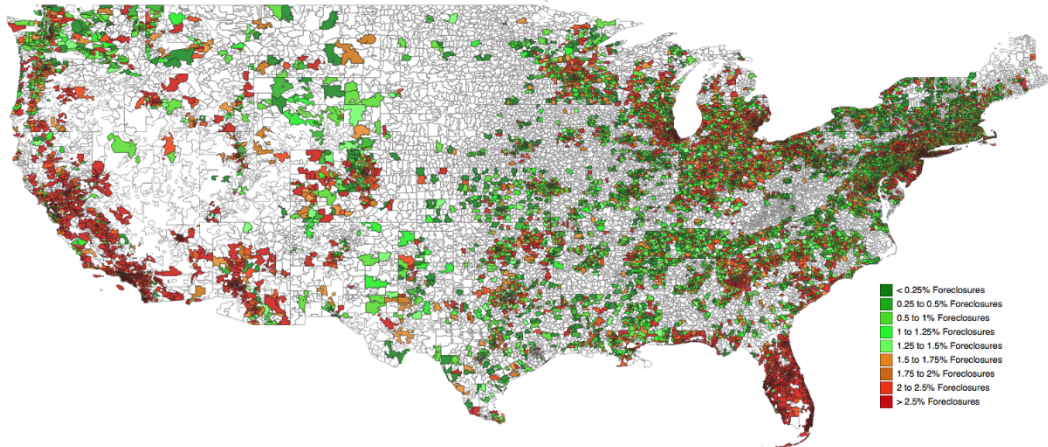 < 0.25% Foreclosures
0.25 to 0.5% Foreclosures
0.5 to 1% Foreclosures
1 to 1.25% Foreclosures
1.25 to 1.5% Foreclosures
1.5 to 1.75% Foreclosures
1.75 to 2% Foreclosures
2 to 2.5% Foreclosures
> 2.5% Foreclosures